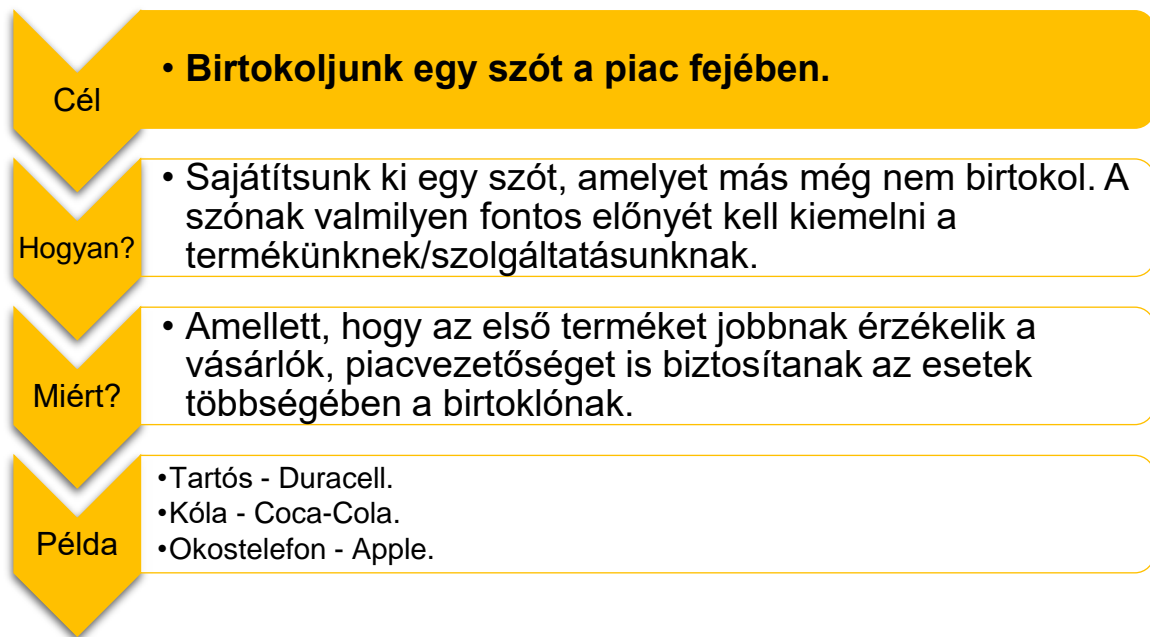 Cél
• Birtokoljunk egy szót a piac fejében.
Hogyan?
• Sajátítsunk ki egy szót, amelyet más még nem birtokol. A
szónak valmilyen fontos előnyét kell kiemelni a
termékünknek/szolgáltatásunknak.
Miért?
• Amellett, hogy az első terméket jobbnak érzékelik a
vásárlók, piacvezetőséget is biztosítanak az esetek
többségében a birtoklónak.
Példa
•Tartós - Duracell.
•Kóla - Coca-Cola.
•Okostelefon - Apple.